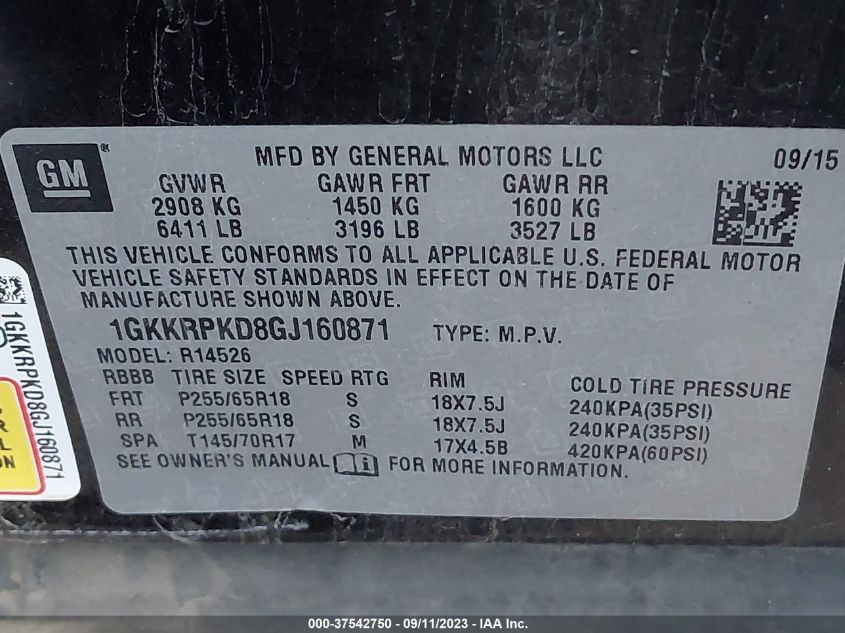 GM ®
MFD BY GENERAL MOTORS LLC 09/15
GVWR GAWR FRT GAWR RR
2908 KG 1450 KG 1600 KG
6411 LB 3196 LB 3527 LB
THIS VEHICLE CONFORMS TO ALL APPLICABLE U.S. FEDERAL MOTOR
VEHICLE SAFETY STANDARDS IN EFFECT ON THE DATE OF
MANUFACTURE SHOWN ABOVE.
1GKKRPKD8GJ160871 TYPE: M.P.V.
MODEL: R14526
RBBB TIRE SIZE SPEED RTG RIM COLD TIRE PRESSURE
FRT P255/65R18 S 18X7.5J 240KPA(35PSI)
RR P255/65R18 S 18X7.5J 240KPA(35PSI)
SPA T145/70R17 M 17X4.5B 420KPA(60PSI)
SEE OWNER'S MANUAL i FOR MORE INFORMATION.
1GKKRPKD8GJ160871
000-37542750 - 09/11/2023 - IAA Inc.